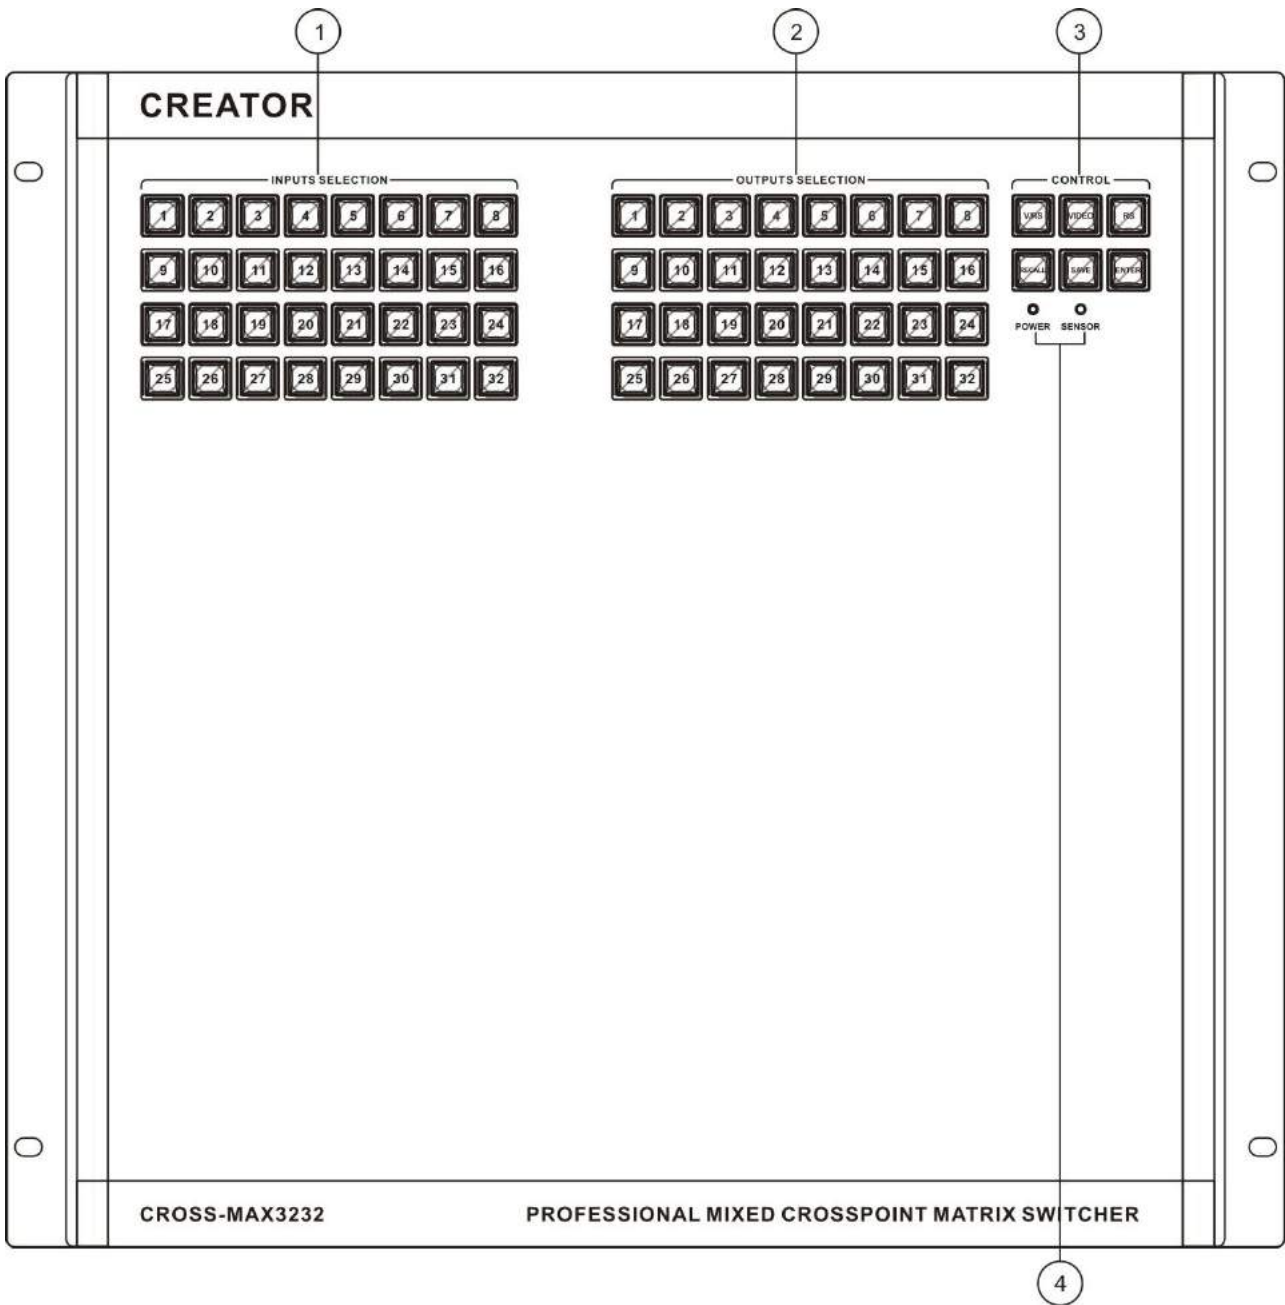 1 2 3
CREATOR
INPUTS SELECTION OUTPUTS SELECTION CONTROL
1 2 3 4 5 6 7 8 1 2 3 4 5 6 7 8 V/RS VIDEO RS
9 10 11 12 13 14 15 16 9 10 11 12 13 14 15 16 RECALL SAVE ENTER
17 18 19 20 21 22 23 24 17 18 19 20 21 22 23 24 POWER SENSOR
25 26 27 28 29 30 31 32 25 26 27 28 29 30 31 32
CROSS-MAX3232 PROFESSIONAL MIXED CROSSPOINT MATRIX SWITCHER
4